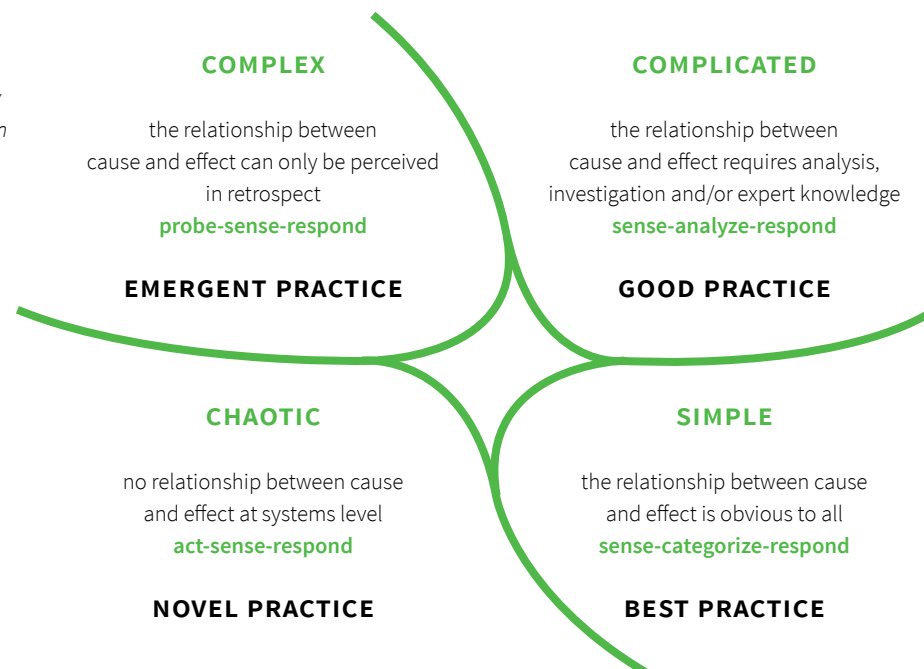 COMPLEX
the relationship between
cause and effect can only be perceived
in retrospect
probe-sense-respond
EMERGENT PRACTICE
COMPLICATED
the relationship between
cause and effect requires analysis,
investigation and/or expert knowledge
sense-analyze-respond
GOOD PRACTICE
CHAOTIC
no relationship between cause
and effect at systems level
act-sense-respond
NOVEL PRACTICE
SIMPLE
the relationship between cause
and effect is obvious to all
sense-categorize-respond
BEST PRACTICE